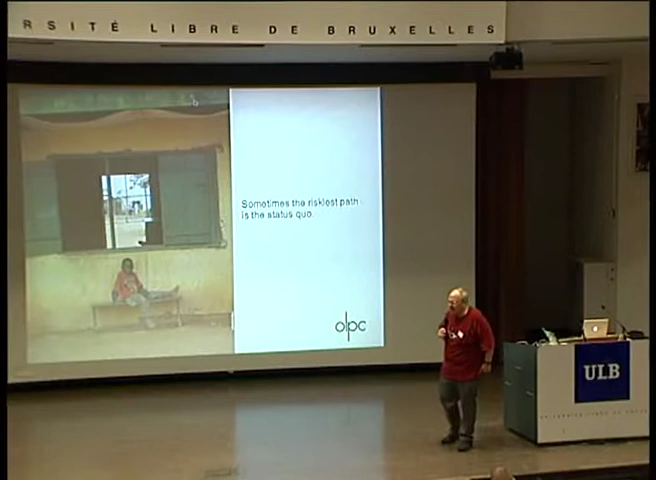 RSITÉ LIBRE DE BRUXELLES
Sometimes the riskiest path
is the status quo.
olpc
ULB